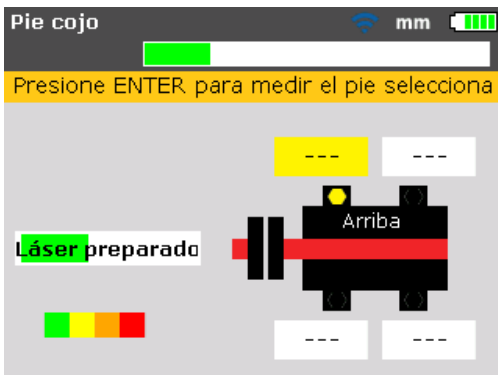 Pie cojo mm
Presione ENTER para medir el pie selecciona
--- ---
Arriba
Láser preparado
--- ---